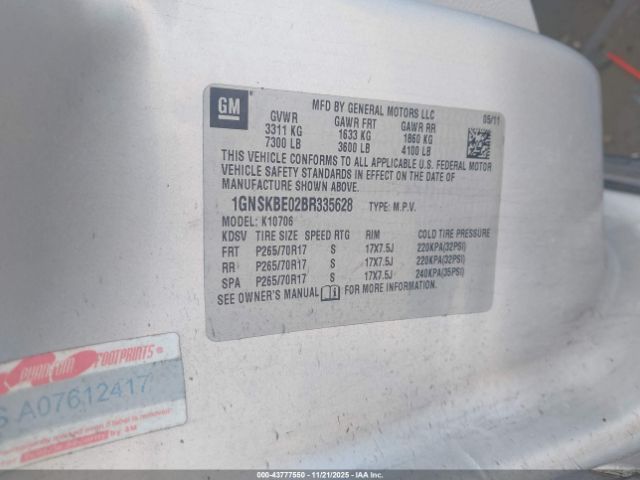 GM
MFD BY GENERAL MOTORS LLC
05/11
GVWR GAWR FRT GAWR RR
3311 KG 1633 KG 1860 KG
7300 LB 3600 LB 4100 LB
THIS VEHICLE CONFORMS TO ALL APPLICABLE U.S. FEDERAL MOTOR
VEHICLE SAFETY STANDARDS IN EFFECT ON THE DATE OF
MANUFACTURE SHOWN ABOVE.
1GNSKBE02BR335628 TYPE: M.P.V.
MODEL: K10706
KDSV TIRE SIZE SPEED RTG RIM COLD TIRE PRESSURE
FRT P265/70R17 S 17X7.5J 220KPA(32PSI)
RR P265/70R17 S 17X7.5J 220KPA(32PSI)
SPA P265/70R17 S 17X7.5J 240KPA(35PSI)
SEE OWNER'S MANUAL FOR MORE INFORMATION.
FOOTPRINTS®
S A07612417
000-43777550 11/21/2025 IAAI.COM